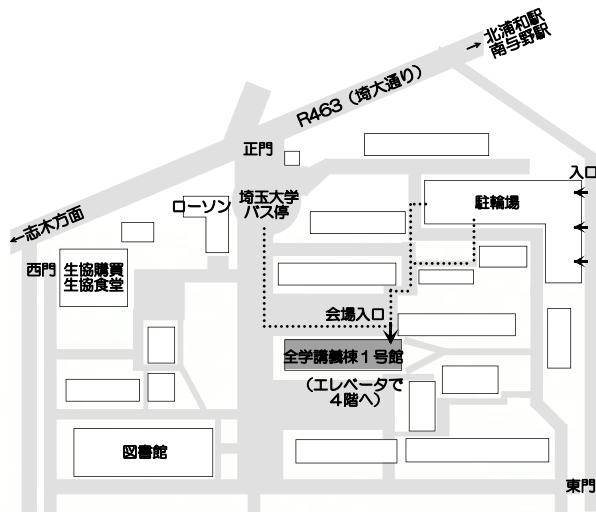 北浦和駅
南与野駅
R463（埼大通り）
正門
入口
ローソン
埼玉大学
バス停
駐輪場
←志木方面
西門
生協購買
生協食堂
会場入口
全学講義棟１号館
（エレベータで
４階へ）
図書館
東門